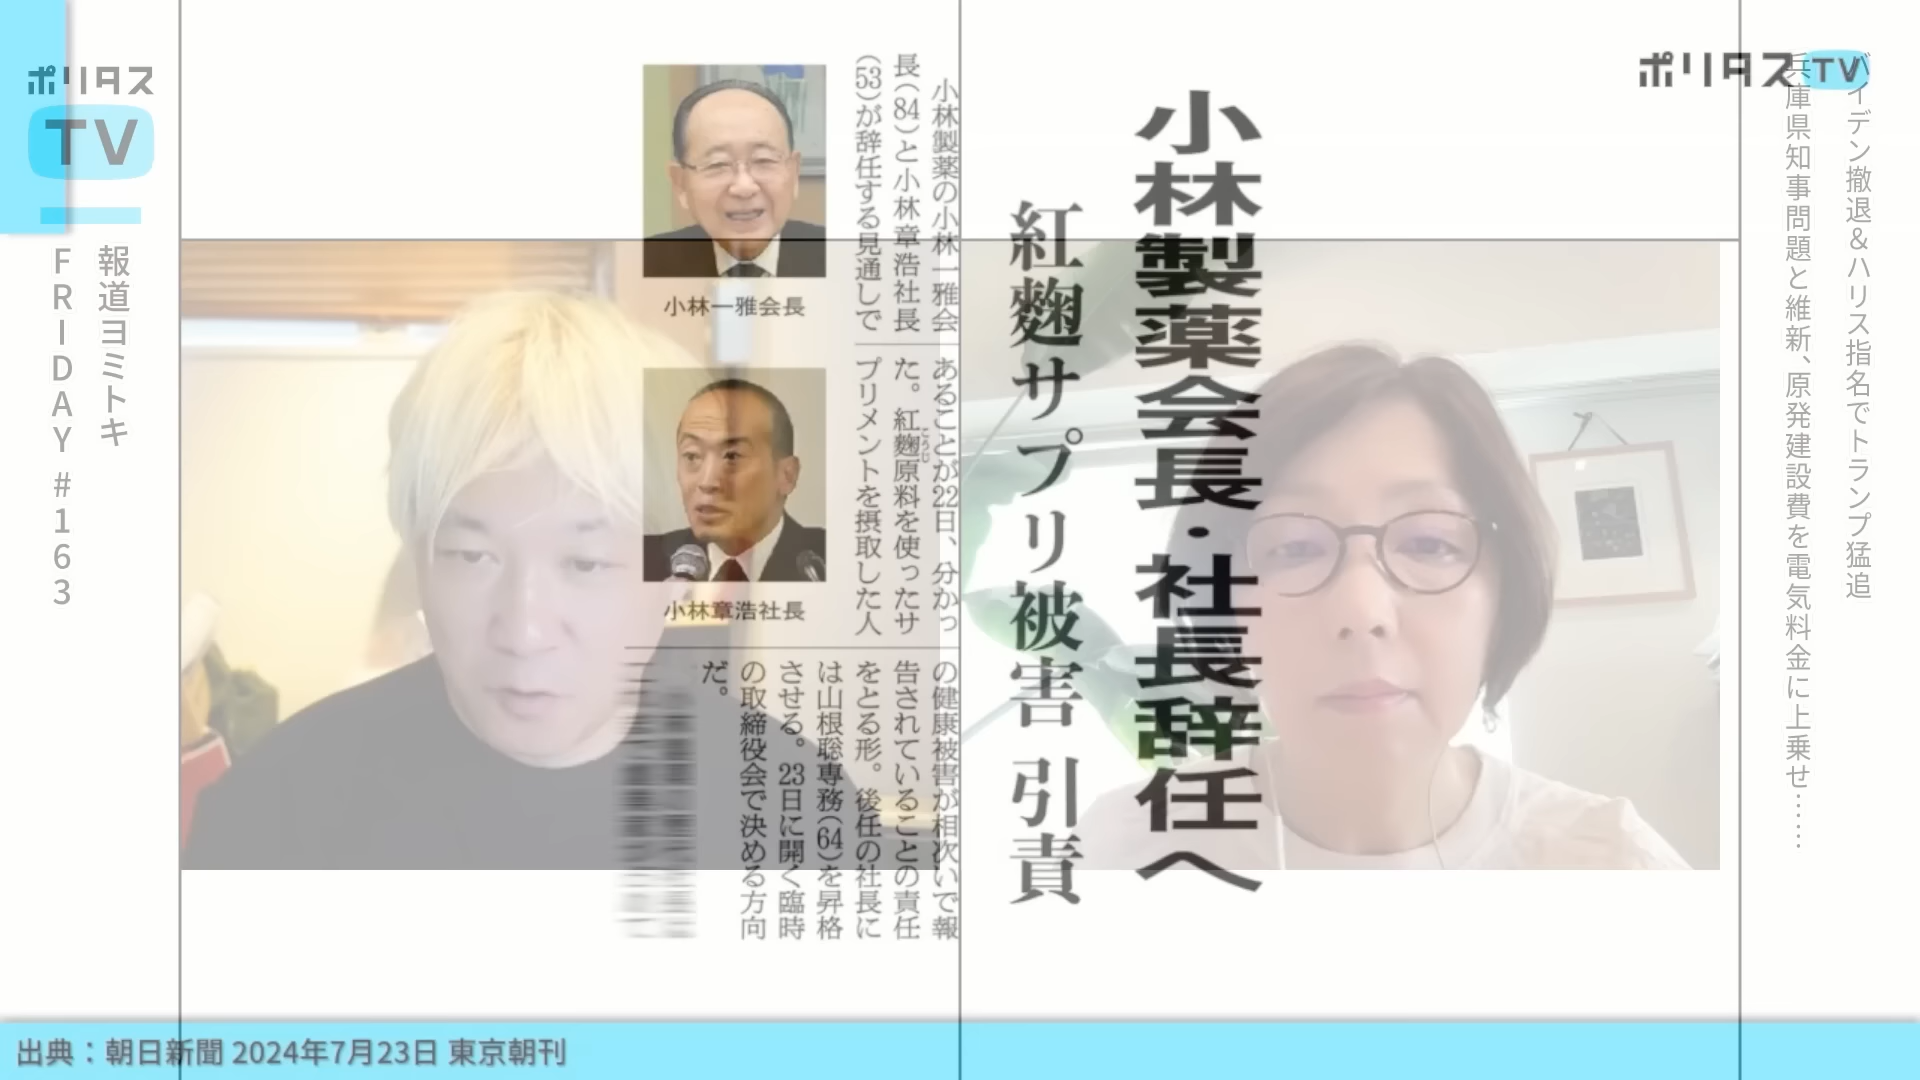 ポリタス
TV
報道ヨミトキ
FRIDAY #163
ポリタス TV
バイデン撤退&ハリス指名でトランプ猛追
兵庫県知事問題と維新、原発建設費を電気料金に上乗せ……
小林製薬会長・社長辞任へ
紅麹サプリ被害 引責
小林製薬の小林一雅会
長(84)と小林章浩社長
(53)が辞任する見通しで
あることが22日、分かっ
た。紅麹原料を使ったサ
こうじ
プリメントを摂取した人
の健康被害が相次いで報
告されていることの責任
をとる形。後任の社長に
は山根聡専務(64)を昇格
させる。23日に開く臨時
の取締役会で決める方向
だ。
小林一雅会長
小林章浩社長
出典：朝日新聞 2024年7月23日 東京朝刊